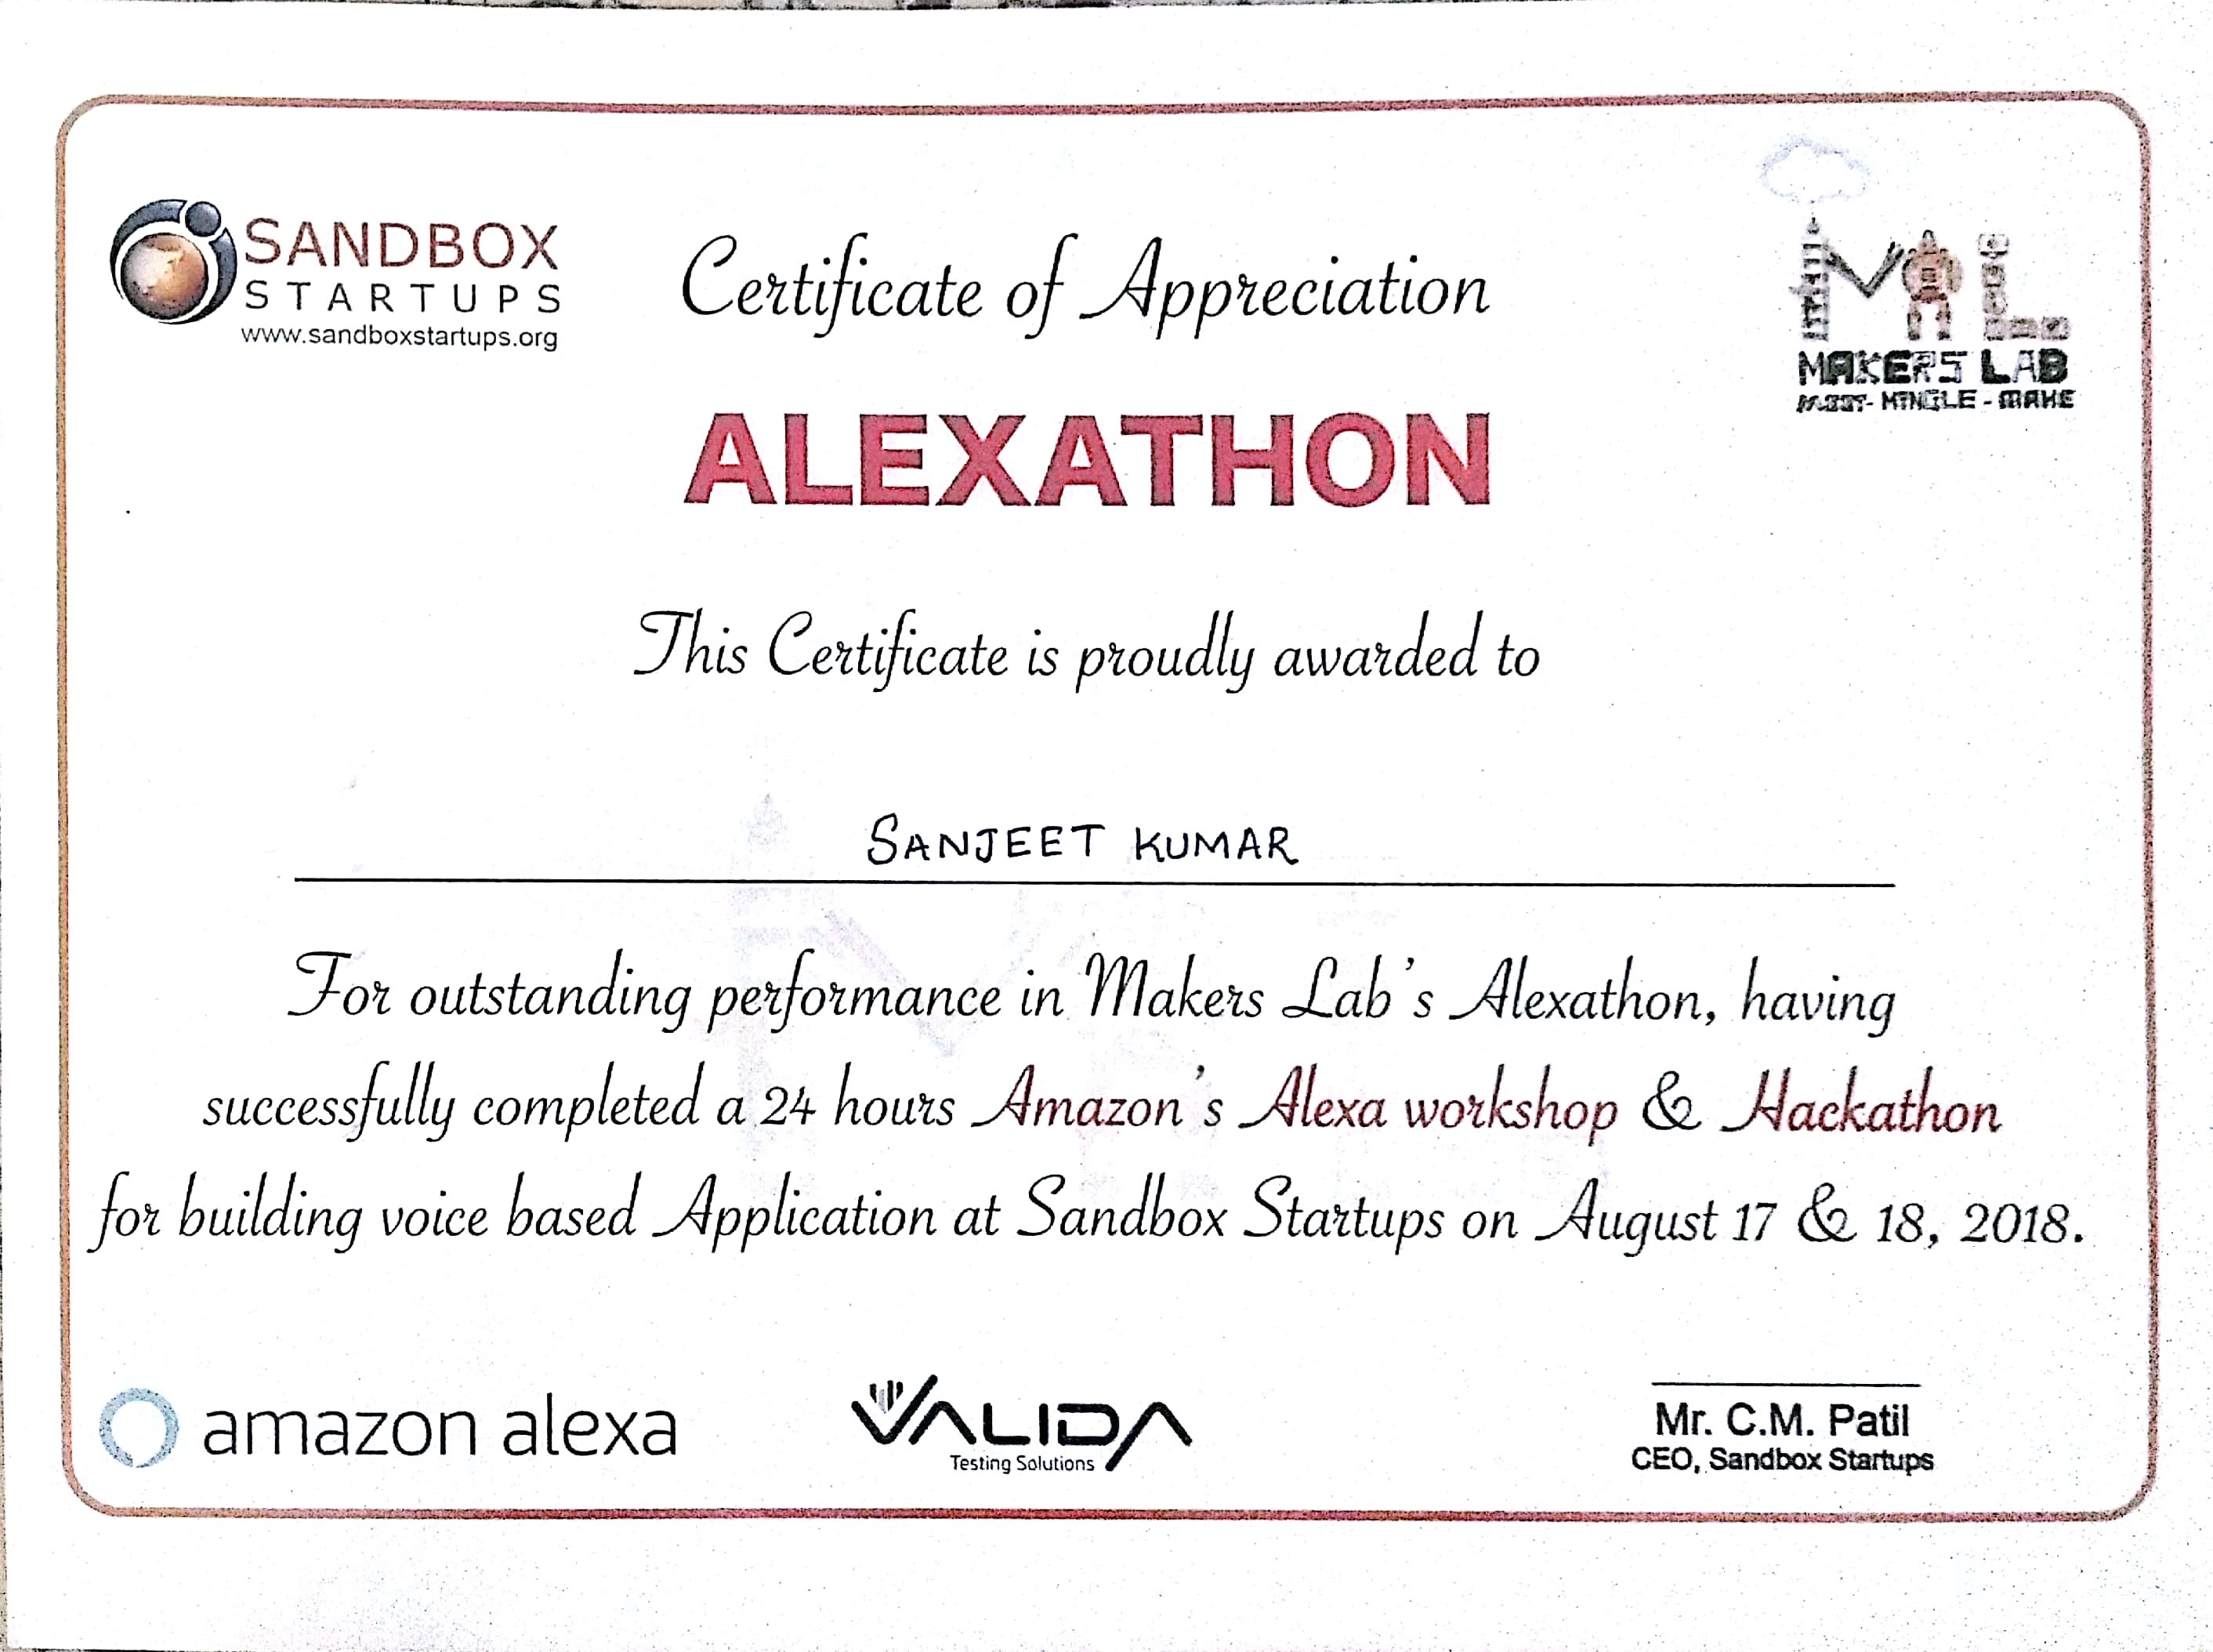 SANDBOX
STARTUPS
www.sandboxstartups.org
Certificate of Appreciation
MAKERS LAB
MEET- MINGLE - MAKE
ALEXATHON
This Certificate is proudly awarded to
SANJEET KUMAR
For outstanding performance in Makers Lab's Alexathon, having
successfully completed a 24 hours Amazon's Alexa workshop & Hackathon
for building voice based Application at Sandbox Startups on August 17 & 18, 2018.
amazon alexa
VALIDA
Testing Solutions
Mr. C.M. Patil
CEO, Sandbox Startups